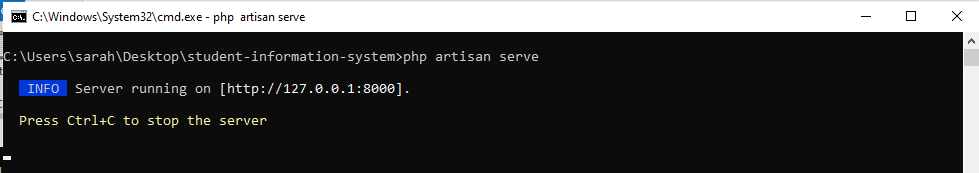 C:\Windows\System32\cmd.exe - php  artisan serve
C:\Users\sarah\Desktop\student-information-system>php artisan serve
INFO  Server running on [http://127.0.0.1:8000].
Press Ctrl+C to stop the server